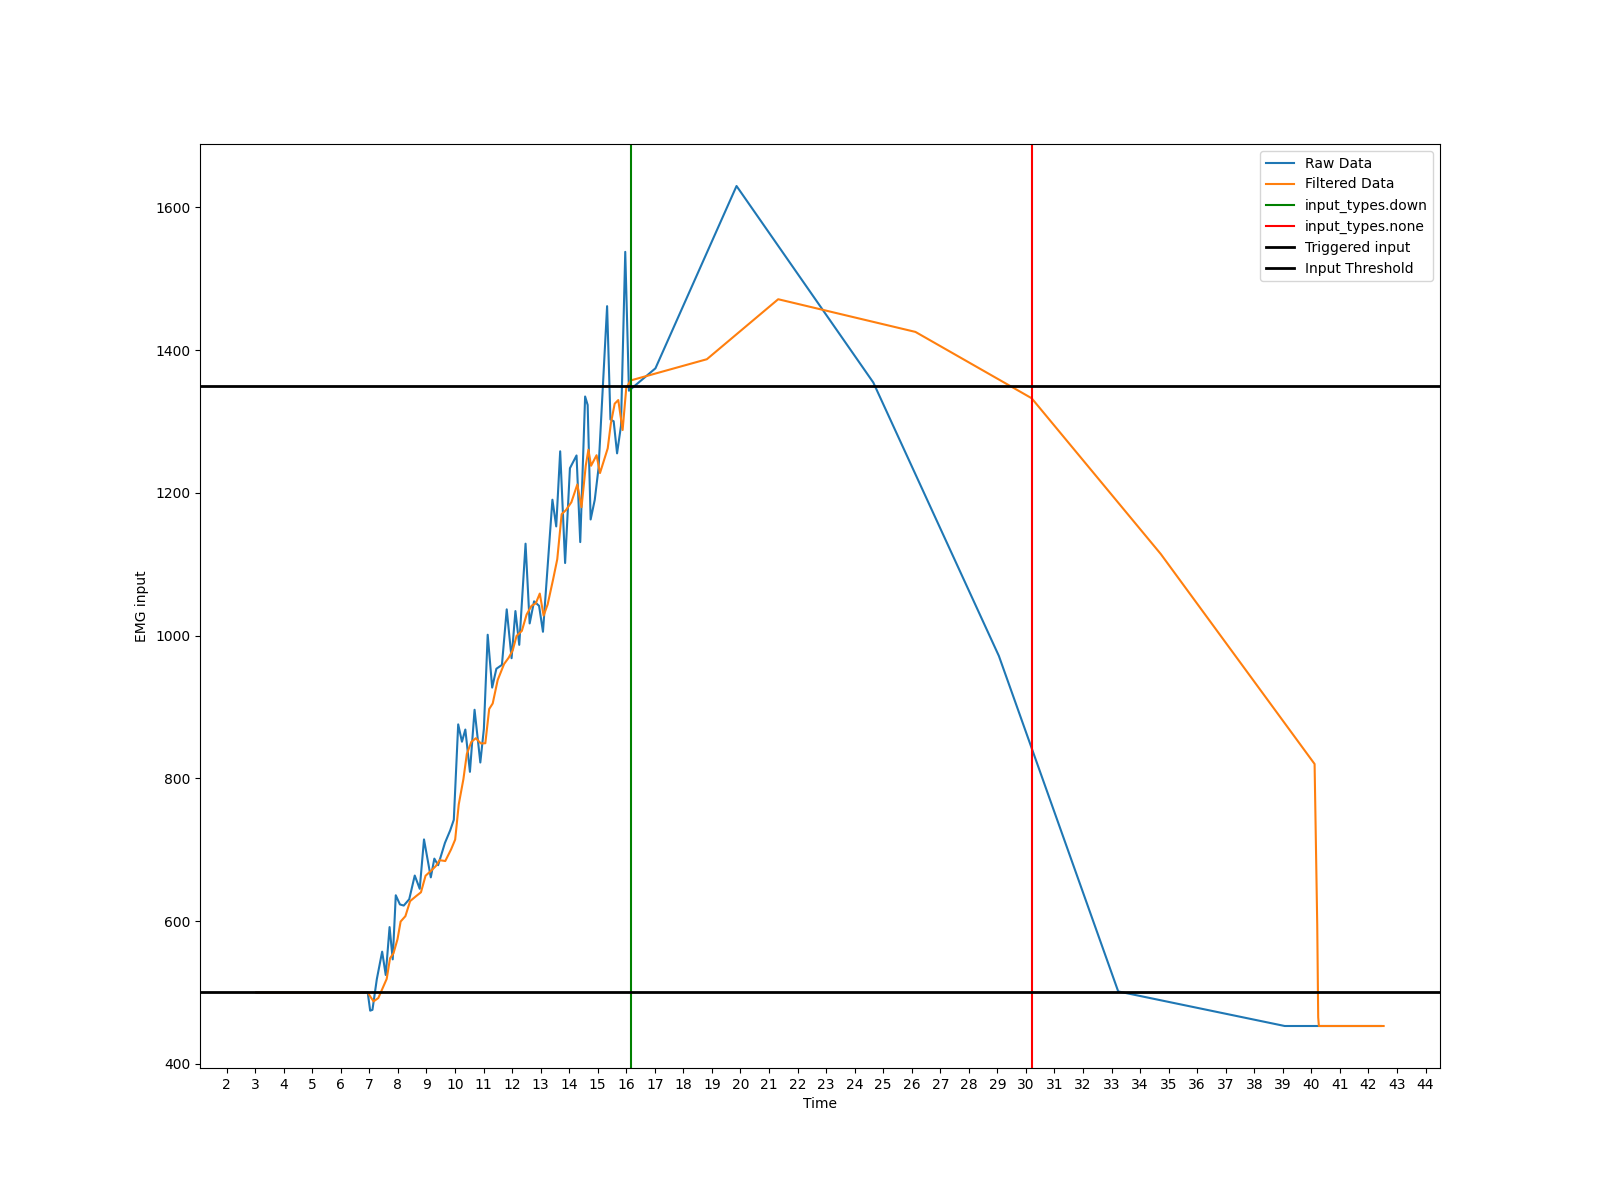 Raw Data
Filtered Data
input_types.down
input_types.none
Triggered input
Input Threshold
1600
1400
1200
1000
800
600
400
EMG input
2 3 4 5 6 7 8 9 10 11 12 13 14 15 16 17 18 19 20 21 22 23 24 25 26 27 28 29 30 31 32 33 34 35 36 37 38 39 40 41 42 43 44
Time